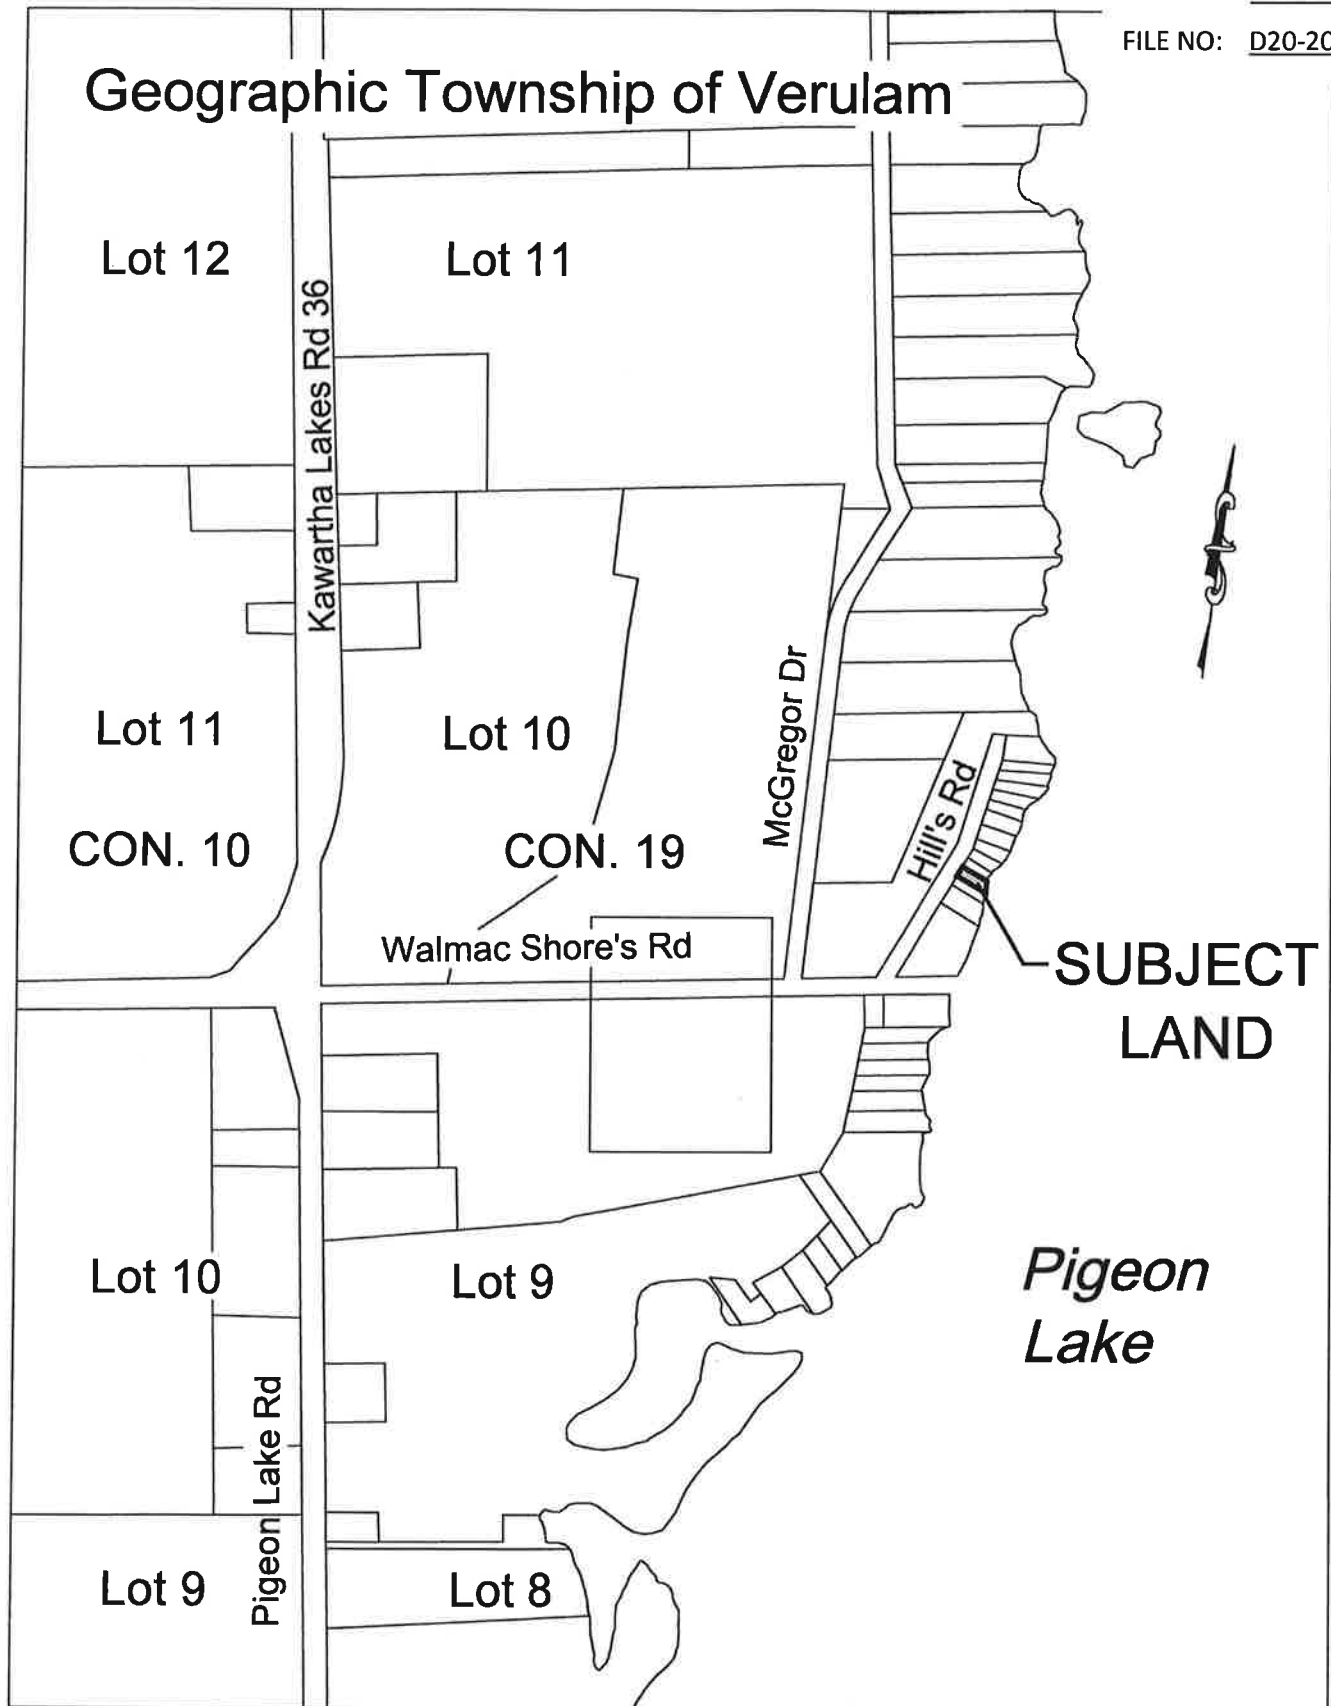 FILE NO: D20-20
Geographic Township of Verulam
Lot 12
Lot 11
Kawartha Lakes Rd 36
Lot 11
Lot 10
McGregor Dr
Hill's Rd
CON. 10
CON. 19
Walmac Shore's Rd
SUBJECT
LAND
Lot 10
Lot 9
Pigeon
Lake
Pigeon Lake Rd
Lot 9
Lot 8